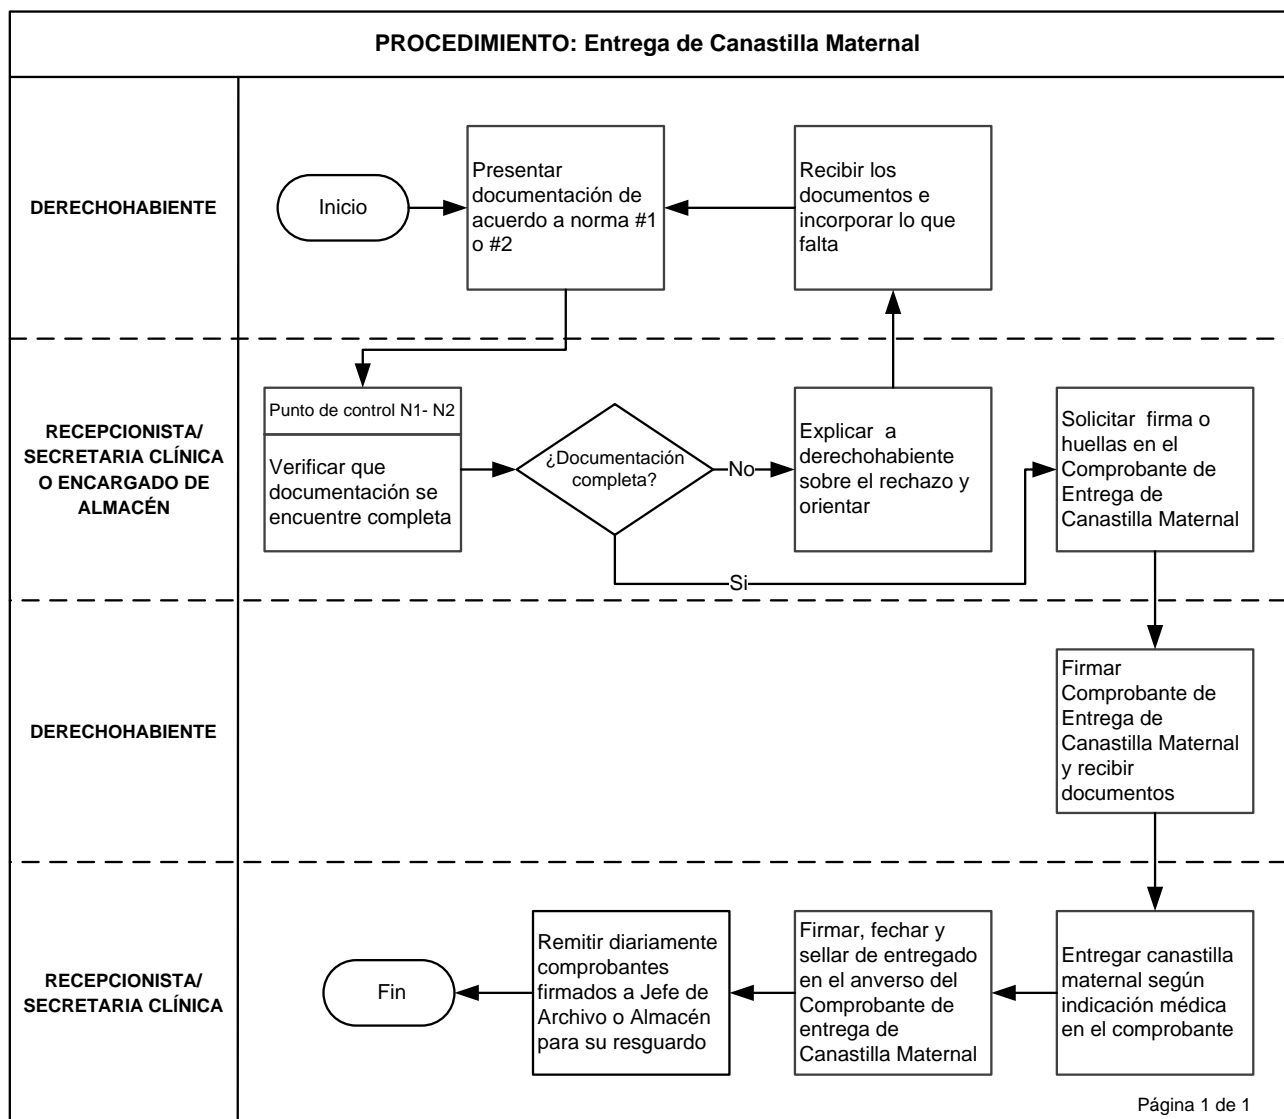 PROCEDIMIENTO: Entrega de Canastilla Maternal
DERECHOHABIENTE
Inicio
Presentar
documentación de
acuerdo a norma #1
o #2
Recibir los
documentos e
incorporar lo que
falta
RECEPCIONISTA/
SECRETARIA CLÍNICA
O ENCARGADO DE
ALMACÉN
Punto de control N1- N2
Verificar que
documentación se
encuentre completa
¿Documentación
completa?
No
Explicar a
derechohabiente
sobre el rechazo y
orientar
Si
Solicitar firma o
huellas en el
Comprobante de
Entrega de
Canastilla Maternal
DERECHOHABIENTE
Firmar
Comprobante de
Entrega de
Canastilla Maternal
y recibir
documentos
RECEPCIONISTA/
SECRETARIA CLÍNICA
Fin
Remitir diariamente
comprobantes
firmados a Jefe de
Archivo o Almacén
para su resguardo
Firmar, fechar y
sellar de entregado
en el anverso del
Comprobante de
entrega de
Canastilla Maternal
Entregar canastilla
maternal según
indicación médica
en el comprobante
Página 1 de 1